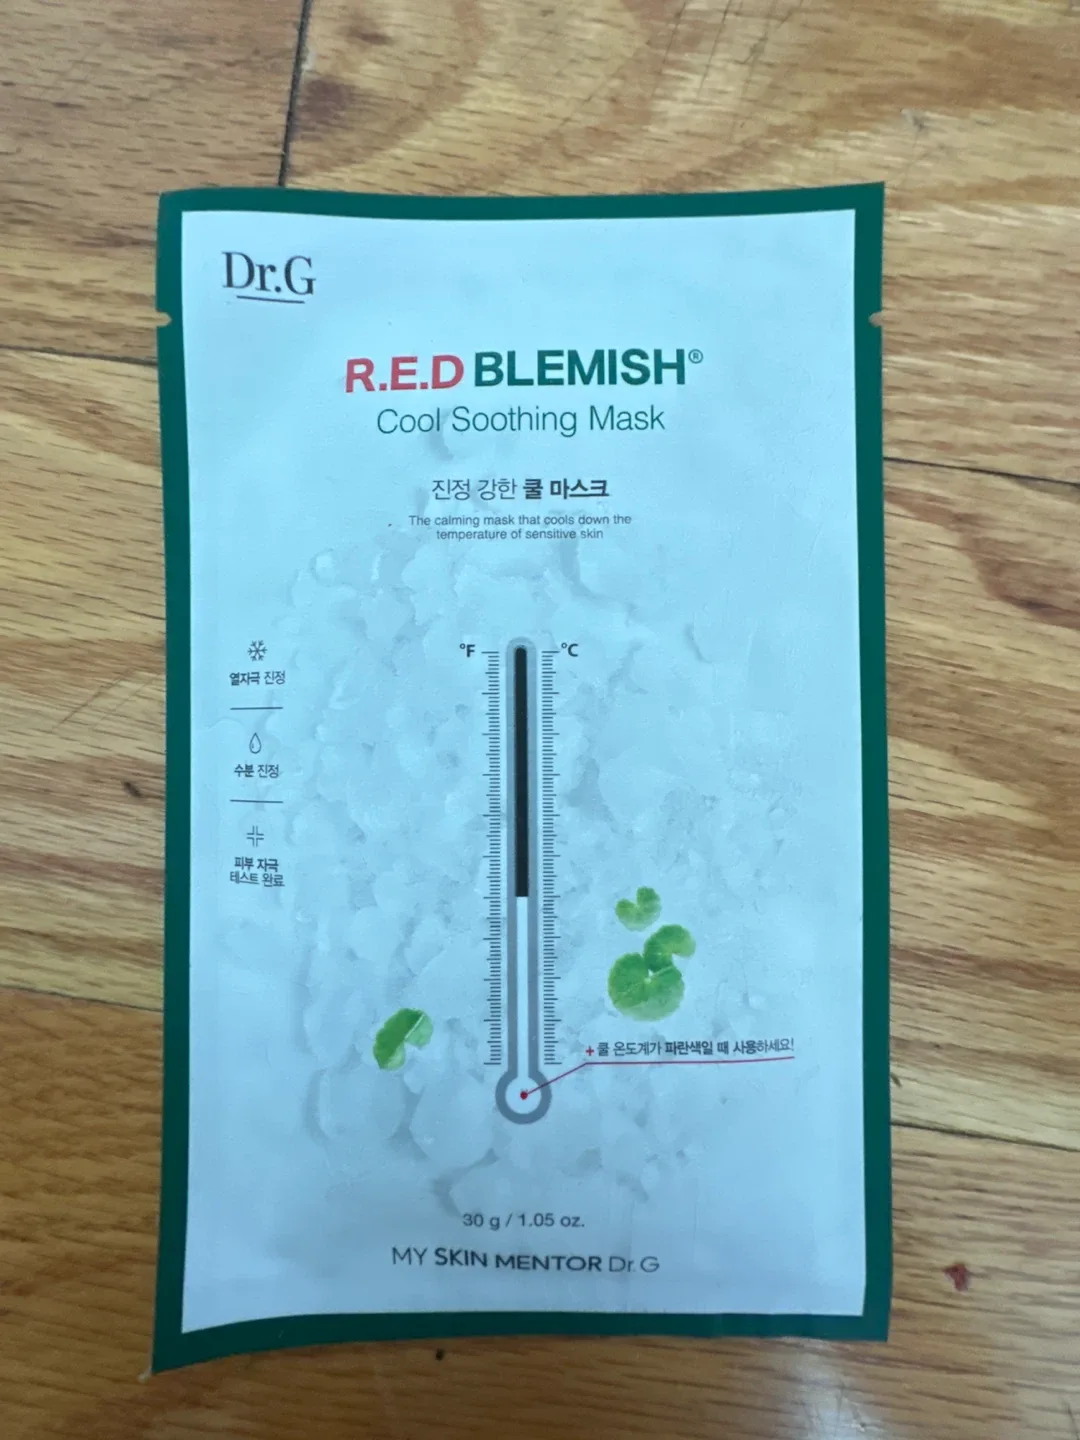 Dr.G
R.E.D BLEMISH®
Cool Soothing Mask
진정 강한 쿨 마스크
The calming mask that cools down the
temperature of sensitive skin
°F
°C
열자극 진정
수분 진정
피부 자극
테스트 완료
+ 쿨 온도계가 파란색일 때 사용하세요!
30 g / 1.05 oz.
MY SKIN MENTOR Dr.G